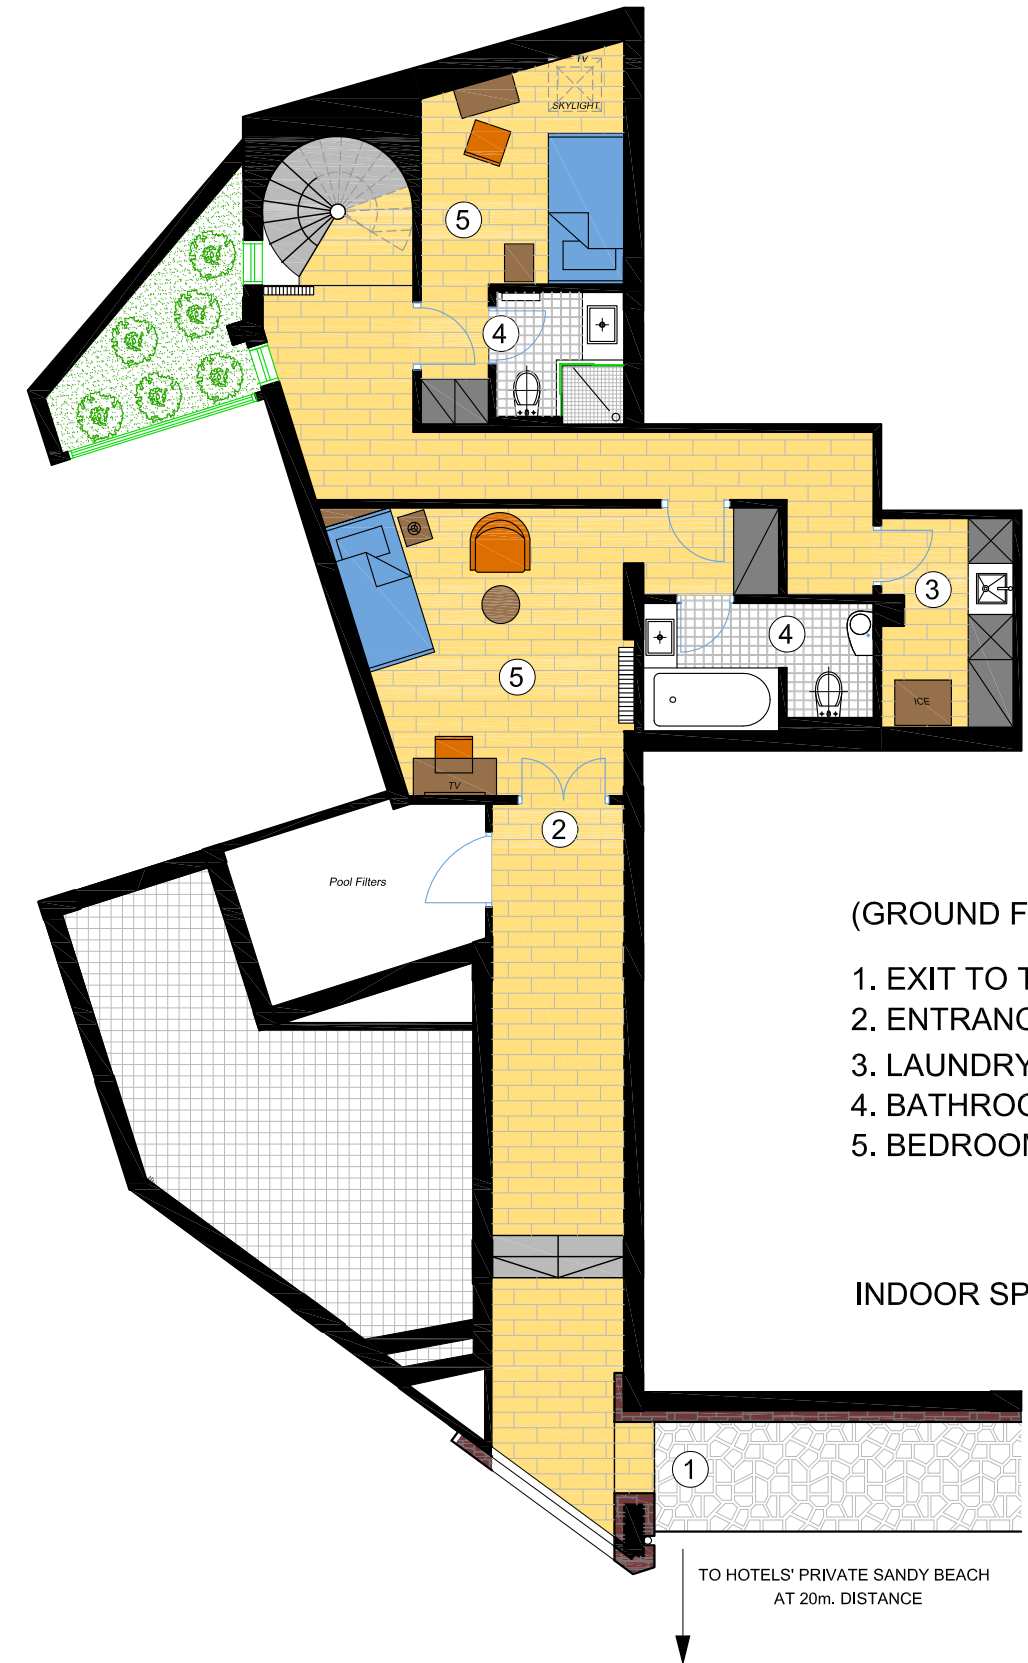 TV
SKYLIGHT
5
4
3
4
5
ICE
TV
2
Pool Filters
(GROUND F
1. EXIT TO T
2. ENTRANC
3. LAUNDRY
4. BATHROO
5. BEDROOM
INDOOR SP
1
TO HOTELS' PRIVATE SANDY BEACH
AT 20m. DISTANCE